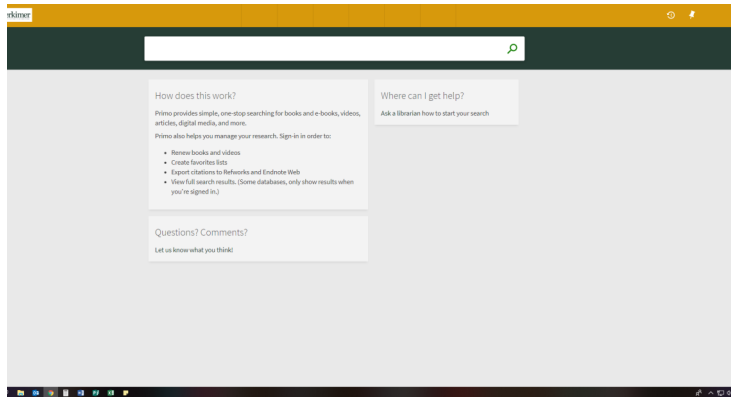 erkimer
How does this work?
Primo provides simple, one-stop searching for books and e-books, videos,
articles, digital media, and more.
Primo also helps you manage your research. Sign-in in order to:
• Renew books and videos
• Create favorites lists
• Export citations to Refworks and Endnote Web
• View full search results. (Some databases, only show results when
you're signed in.)
Questions? Comments?
Let us know what you think!
Where can I get help?
Ask a librarian how to start your search